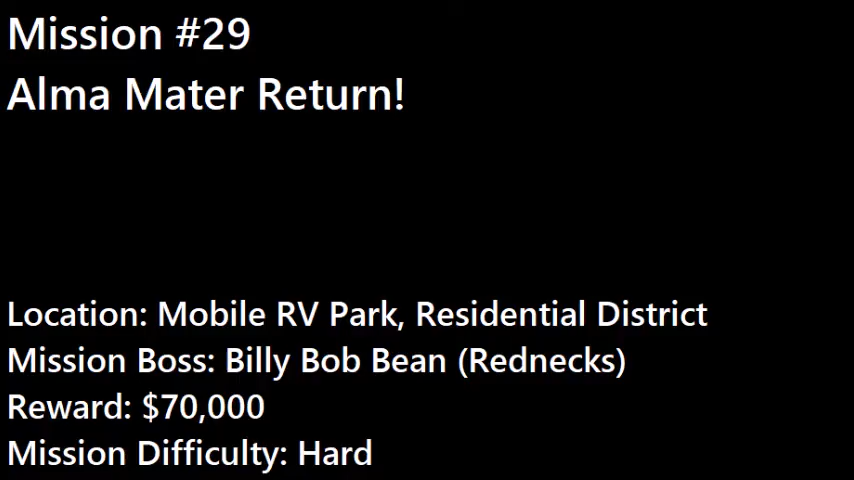 Mission #29
Alma Mater Return!
Location: Mobile RV Park, Residential District
Mission Boss: Billy Bob Bean (Rednecks)
Reward: $70,000
Mission Difficulty: Hard